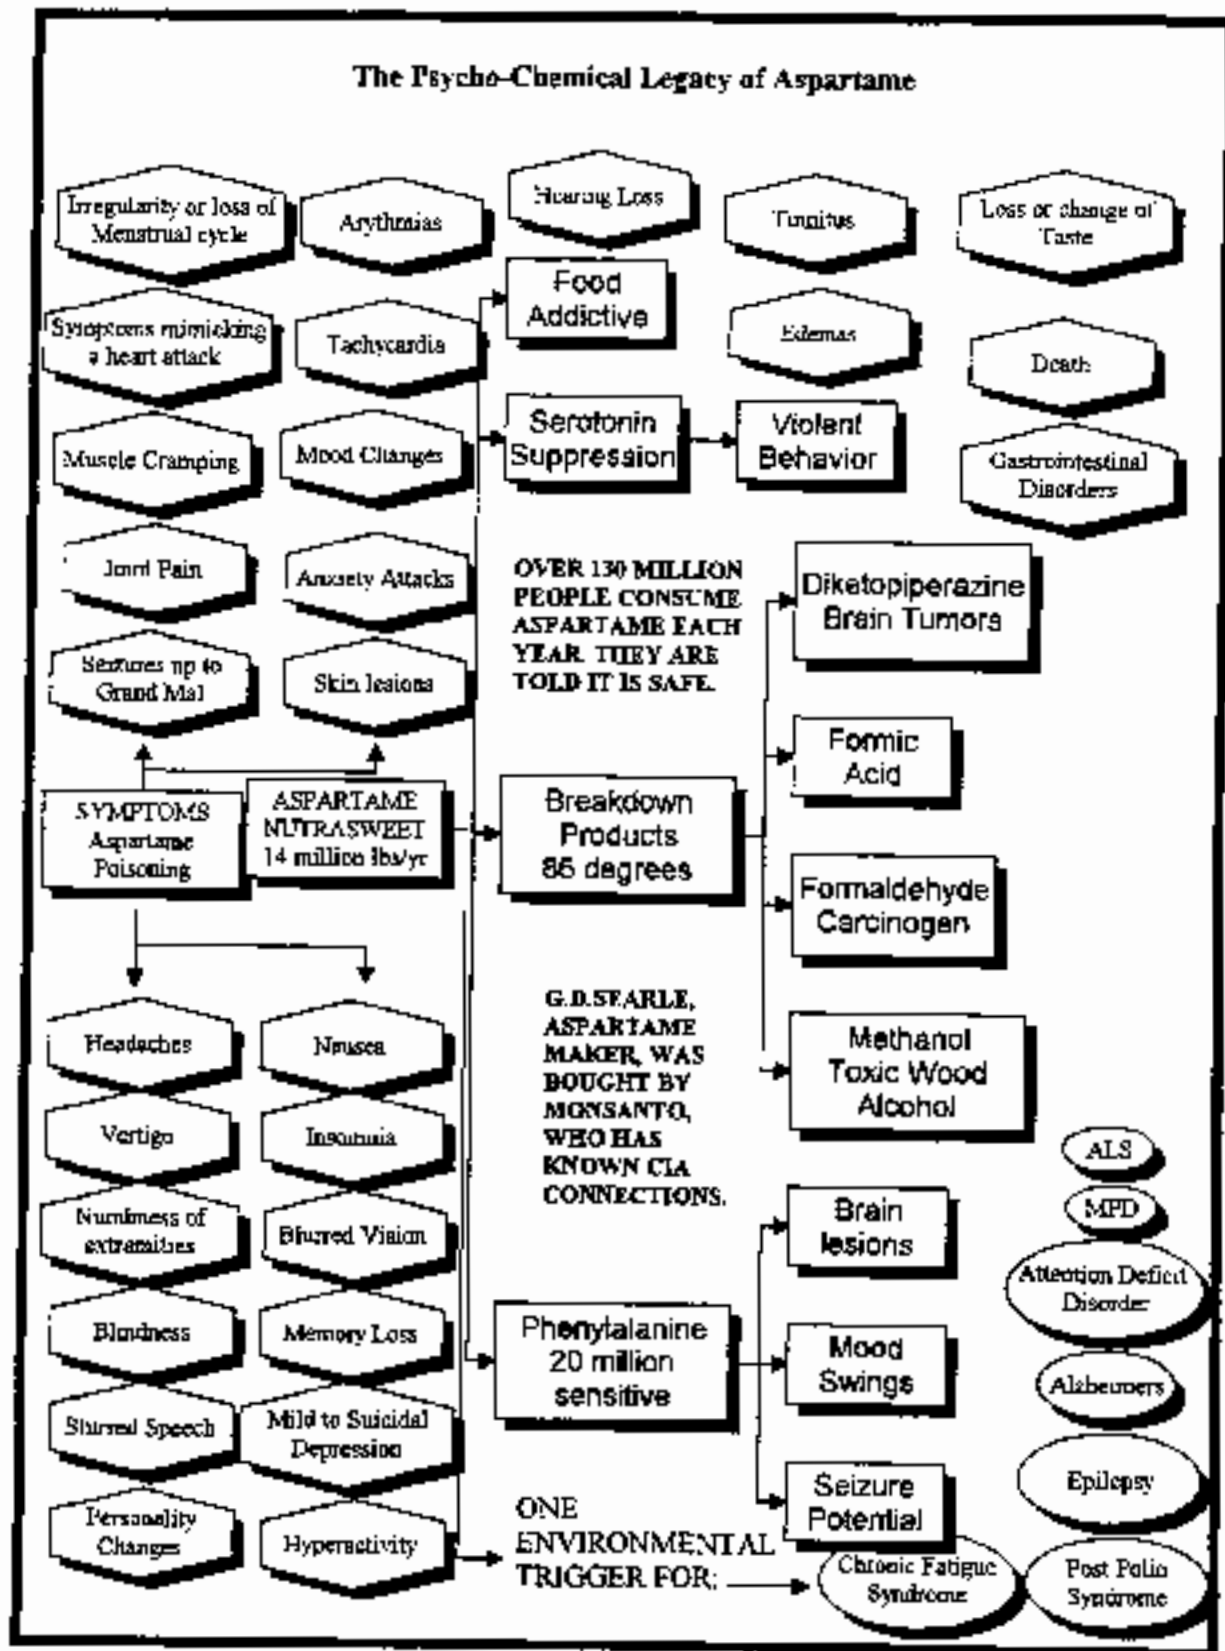 The Psycho-Chemical Legacy of Aspartame
Irregularity or loss of
Menstrual cycle
Arythmias
Hearing Loss
Tinnitus
Loss or change of
Taste
Symptoms mimicking
a heart attack
Tachycardia
Food
Addictive
Edemas
Death
Muscle Cramping
Mood Changes
Serotonin
Suppression
Violent
Behavior
Gastrointestinal
Disorders
Joint Pain
Anxiety Attacks
Seizures up to
Grand Mal
Skin lesions
OVER 130 MILLION
PEOPLE CONSUME
ASPARTAME EACH
YEAR. THEY ARE
TOLD IT IS SAFE.
Diketopiperazine
Brain Tumors
Formic
Acid
SYMPTOMS
Aspartame
Poisoning
ASPARTAME
NUTRASWEET
14 million lbs/yr
Breakdown
Products
86 degrees
Formaldehyde
Carcinogen
Methanol
Toxic Wood
Alcohol
G.D.SEARLE,
ASPARTAME
MAKER, WAS
BOUGHT BY
MONSANTO,
WHO HAS
KNOWN CIA
CONNECTIONS.
Headaches
Nausea
Vertigo
Insomnia
Numbness of
extramities
Blurred Vision
Blindness
Memory Loss
Slurred Speech
Mild to Suicidal
Depression
Personality
Changes
Hyperactivity
Phenylalanine
20 million
sensitive
Brain
lesions
Mood
Swings
Seizure
Potential
ONE
ENVIRONMENTAL
TRIGGER FOR:
ALS
MPD
Attention Deficit
Disorder
Alzheimers
Epilepsy
Chronic Fatigue
Syndrome
Post Polio
Syndrome